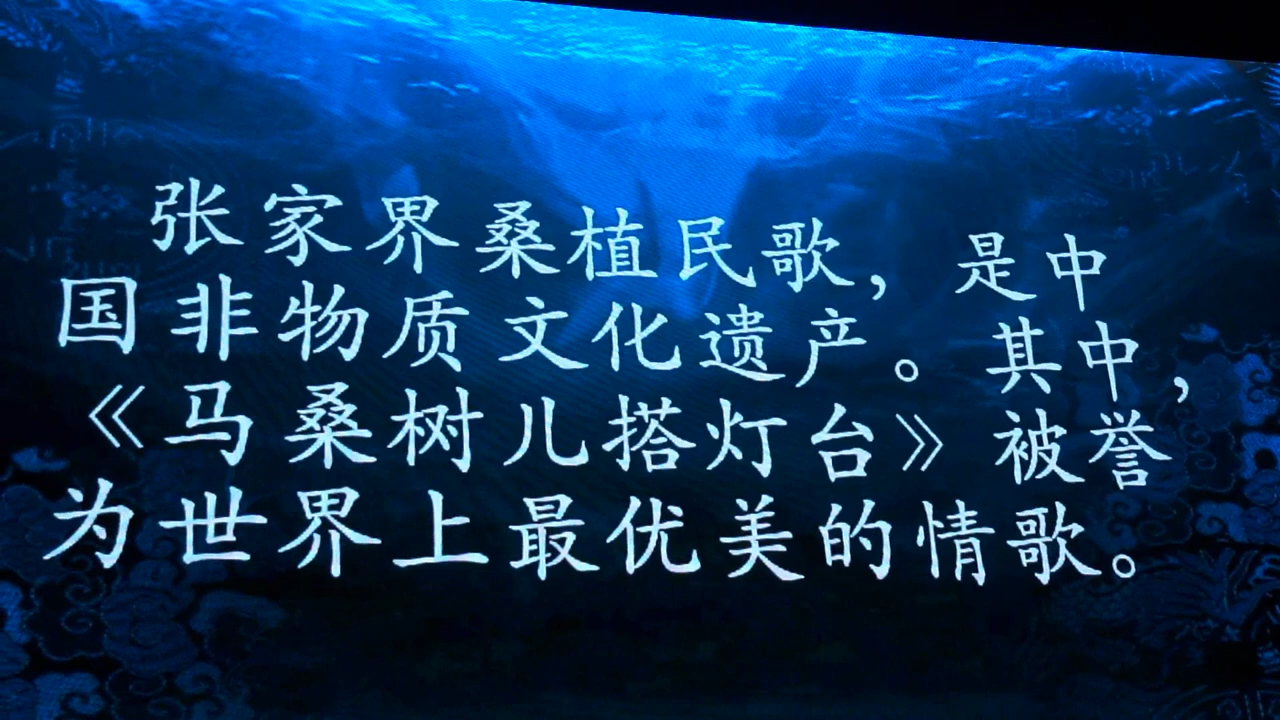 张家界桑植民歌，是中
国非物质文化遗产。其中，
《马桑树儿搭灯台》被誉
为世界上最优美的情歌。